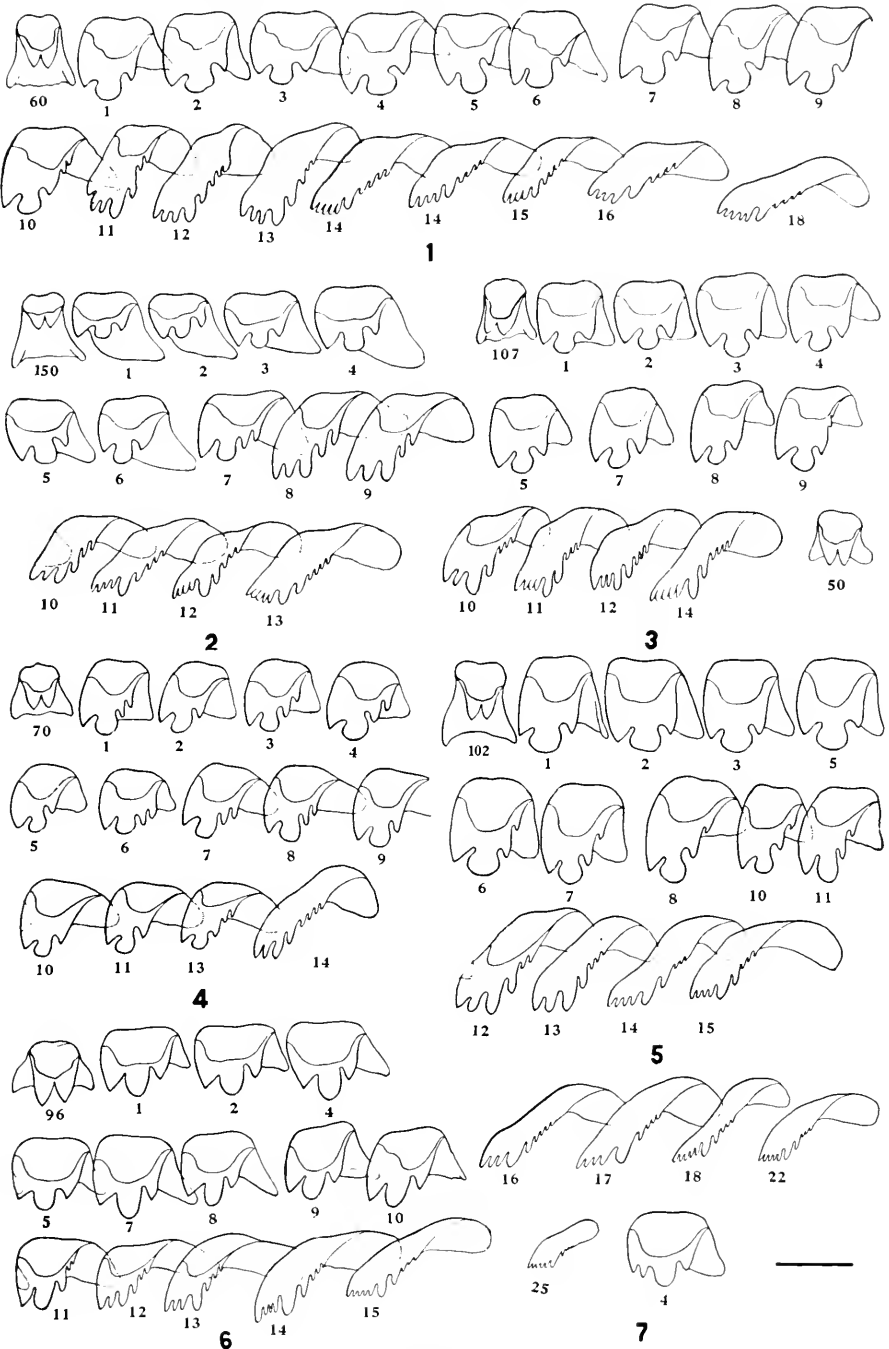 60 1 2 3 4 5 6 7 8 9
10 11 12 13 14 14 15 16 18
1
150 1 2 3 4
107 1 2 3 4
5 6 7 8 9
5 7 8 9
10 11 12 13
10 11 12 14
50
2
3
70 1 2 3 4
102 1 2 3 5
5 6 7 8 9
6 7 8 10 11
10 11 13 14
4
12 13 14 15
5
96 1 2 4
16 17 18 22
5 7 8 9 10
25 4
11 12 13 14 15
6
7